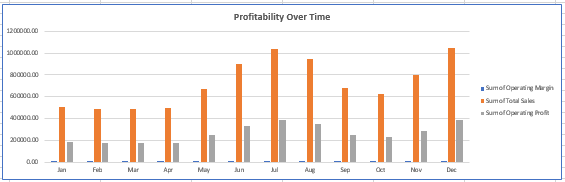 Profitability Over Time
1200000.00
1000000.00
800000.00
600000.00
400000.00
200000.00
0.00
Jan Feb Mar Apr May Jun Jul Aug Sep Oct Nov Dec
Sum of Operating Margin
Sum of Total Sales
Sum of Operating Profit